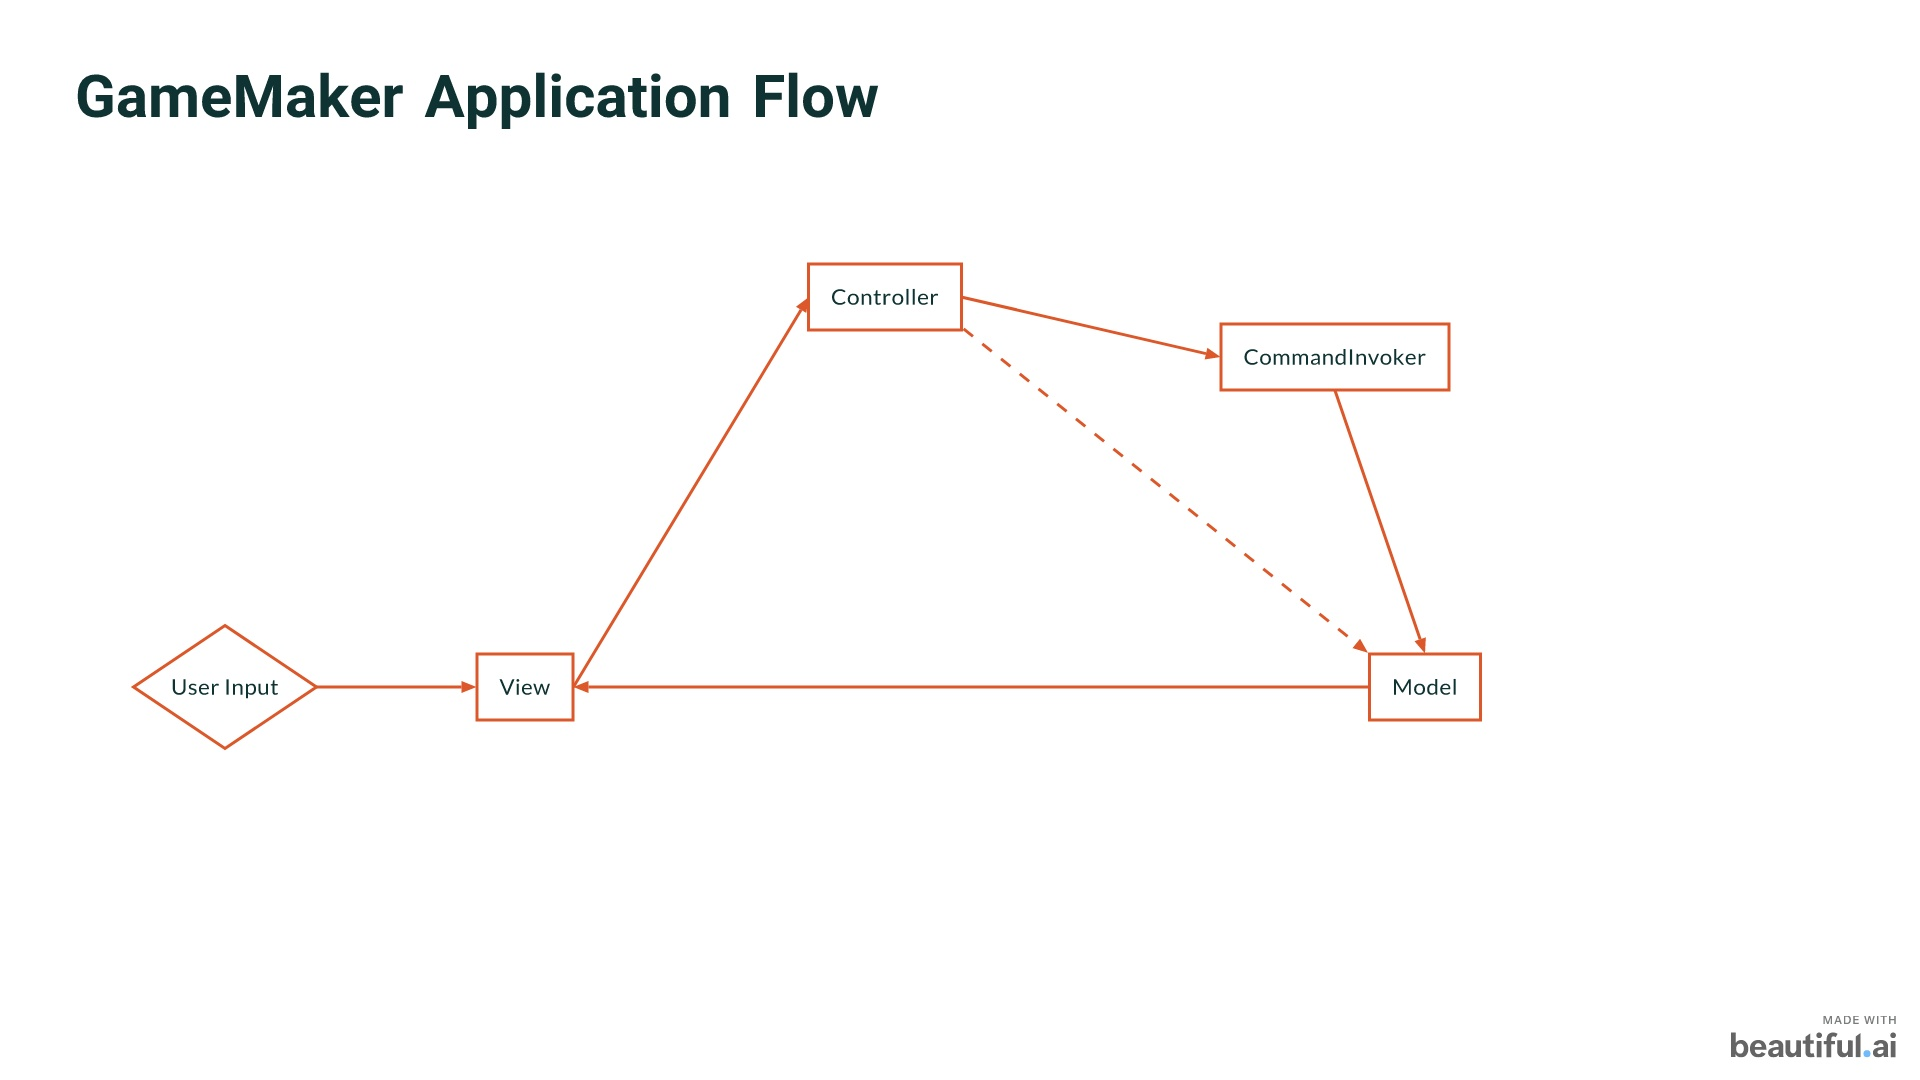 GameMaker Application Flow
Controller
CommandInvoker
User Input
View
Model
MADE WITH
beautiful.ai